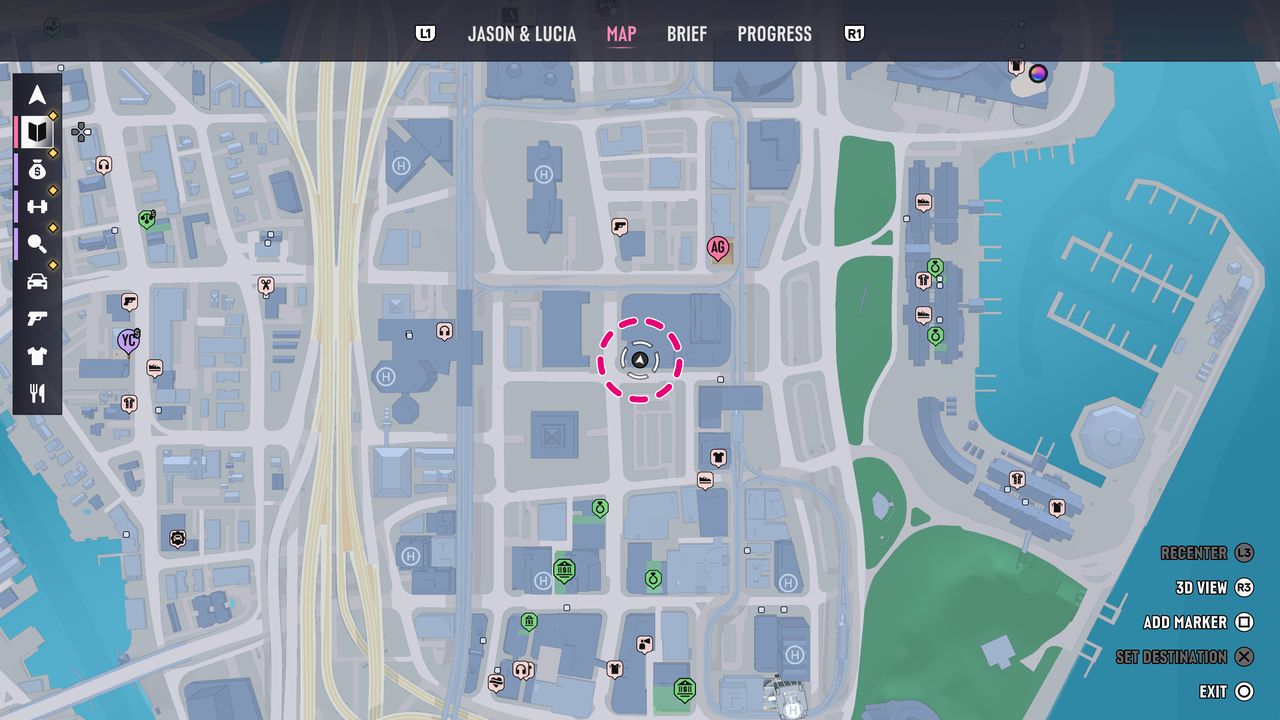 L1 JASON & LUCIA MAP BRIEF PROGRESS R1
H
H
AG
YC
H
H
H
H
H
H
RECENTER L3
3D VIEW R3
ADD MARKER
SET DESTINATION
EXIT